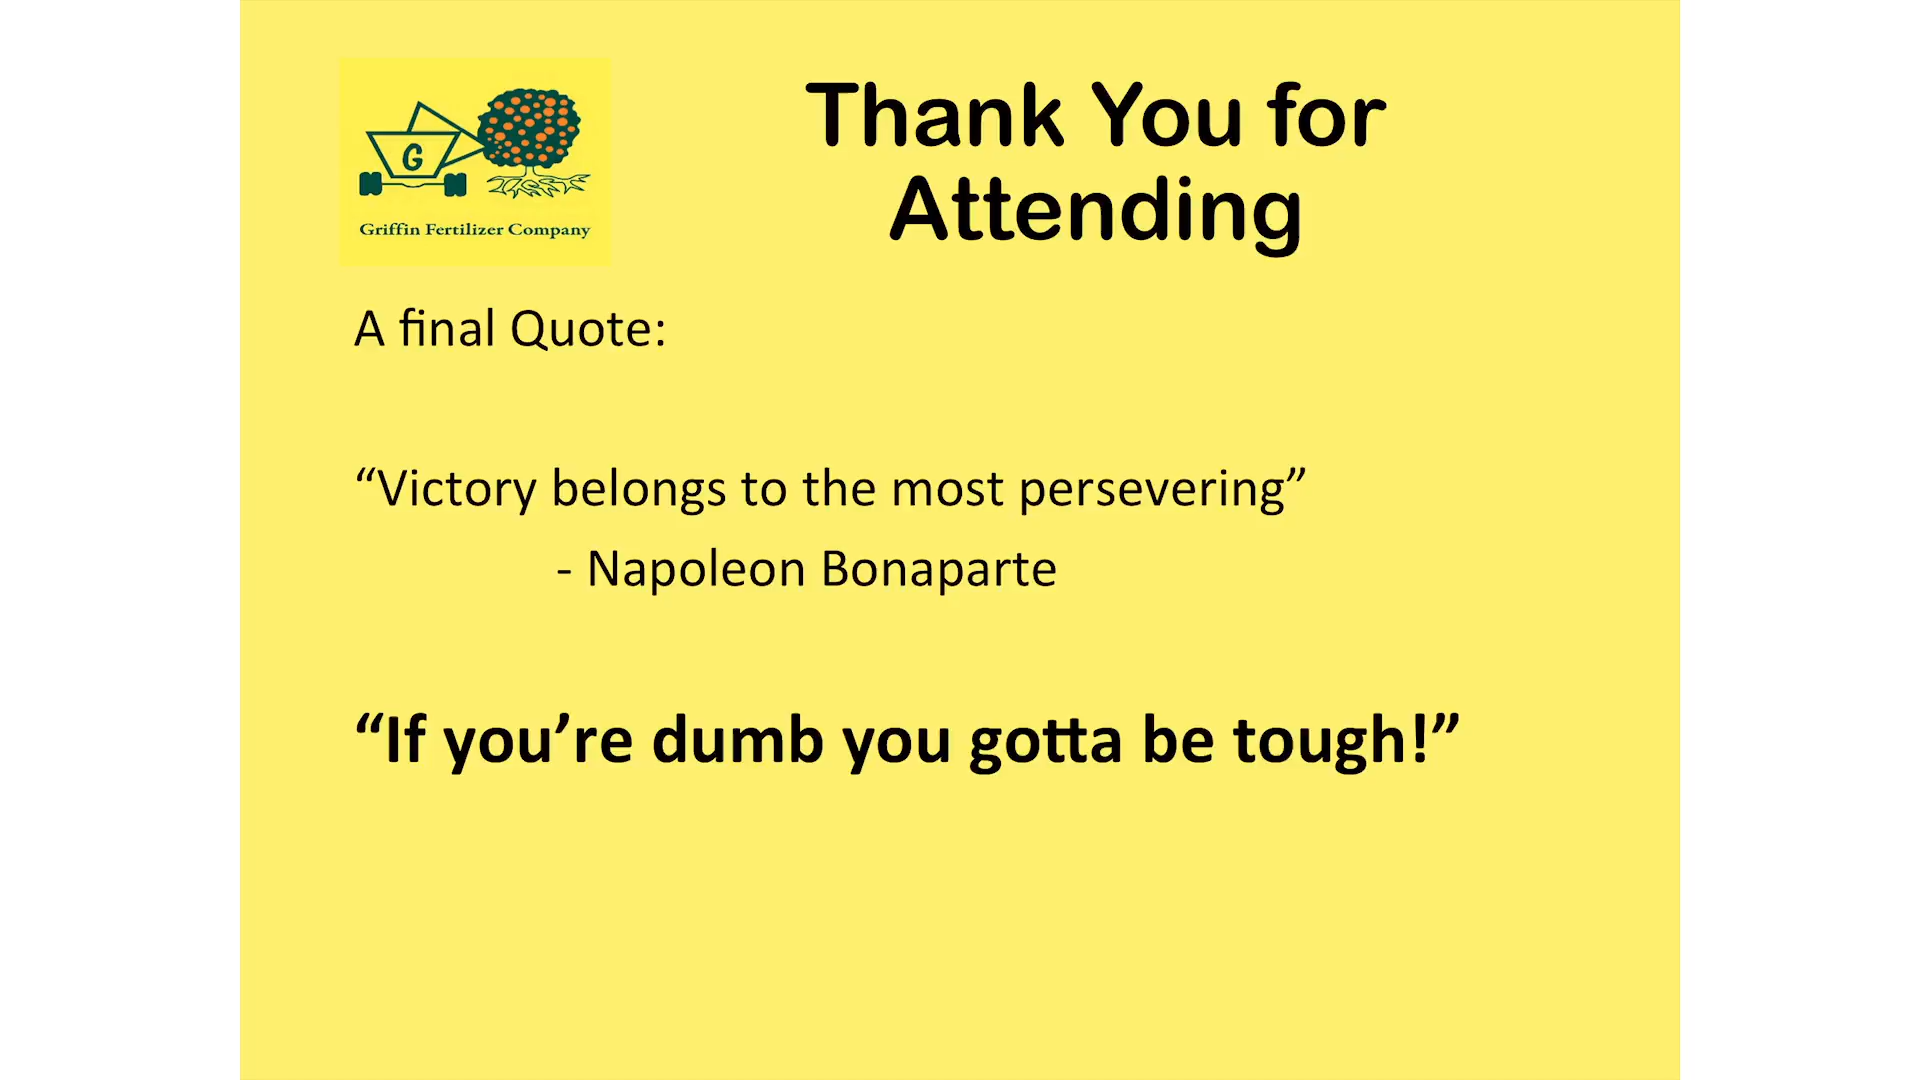 Thank You for
Attending
G
Griffin Fertilizer Company
A final Quote:
“Victory belongs to the most persevering”
- Napoleon Bonaparte
“If you’re dumb you gotta be tough!”